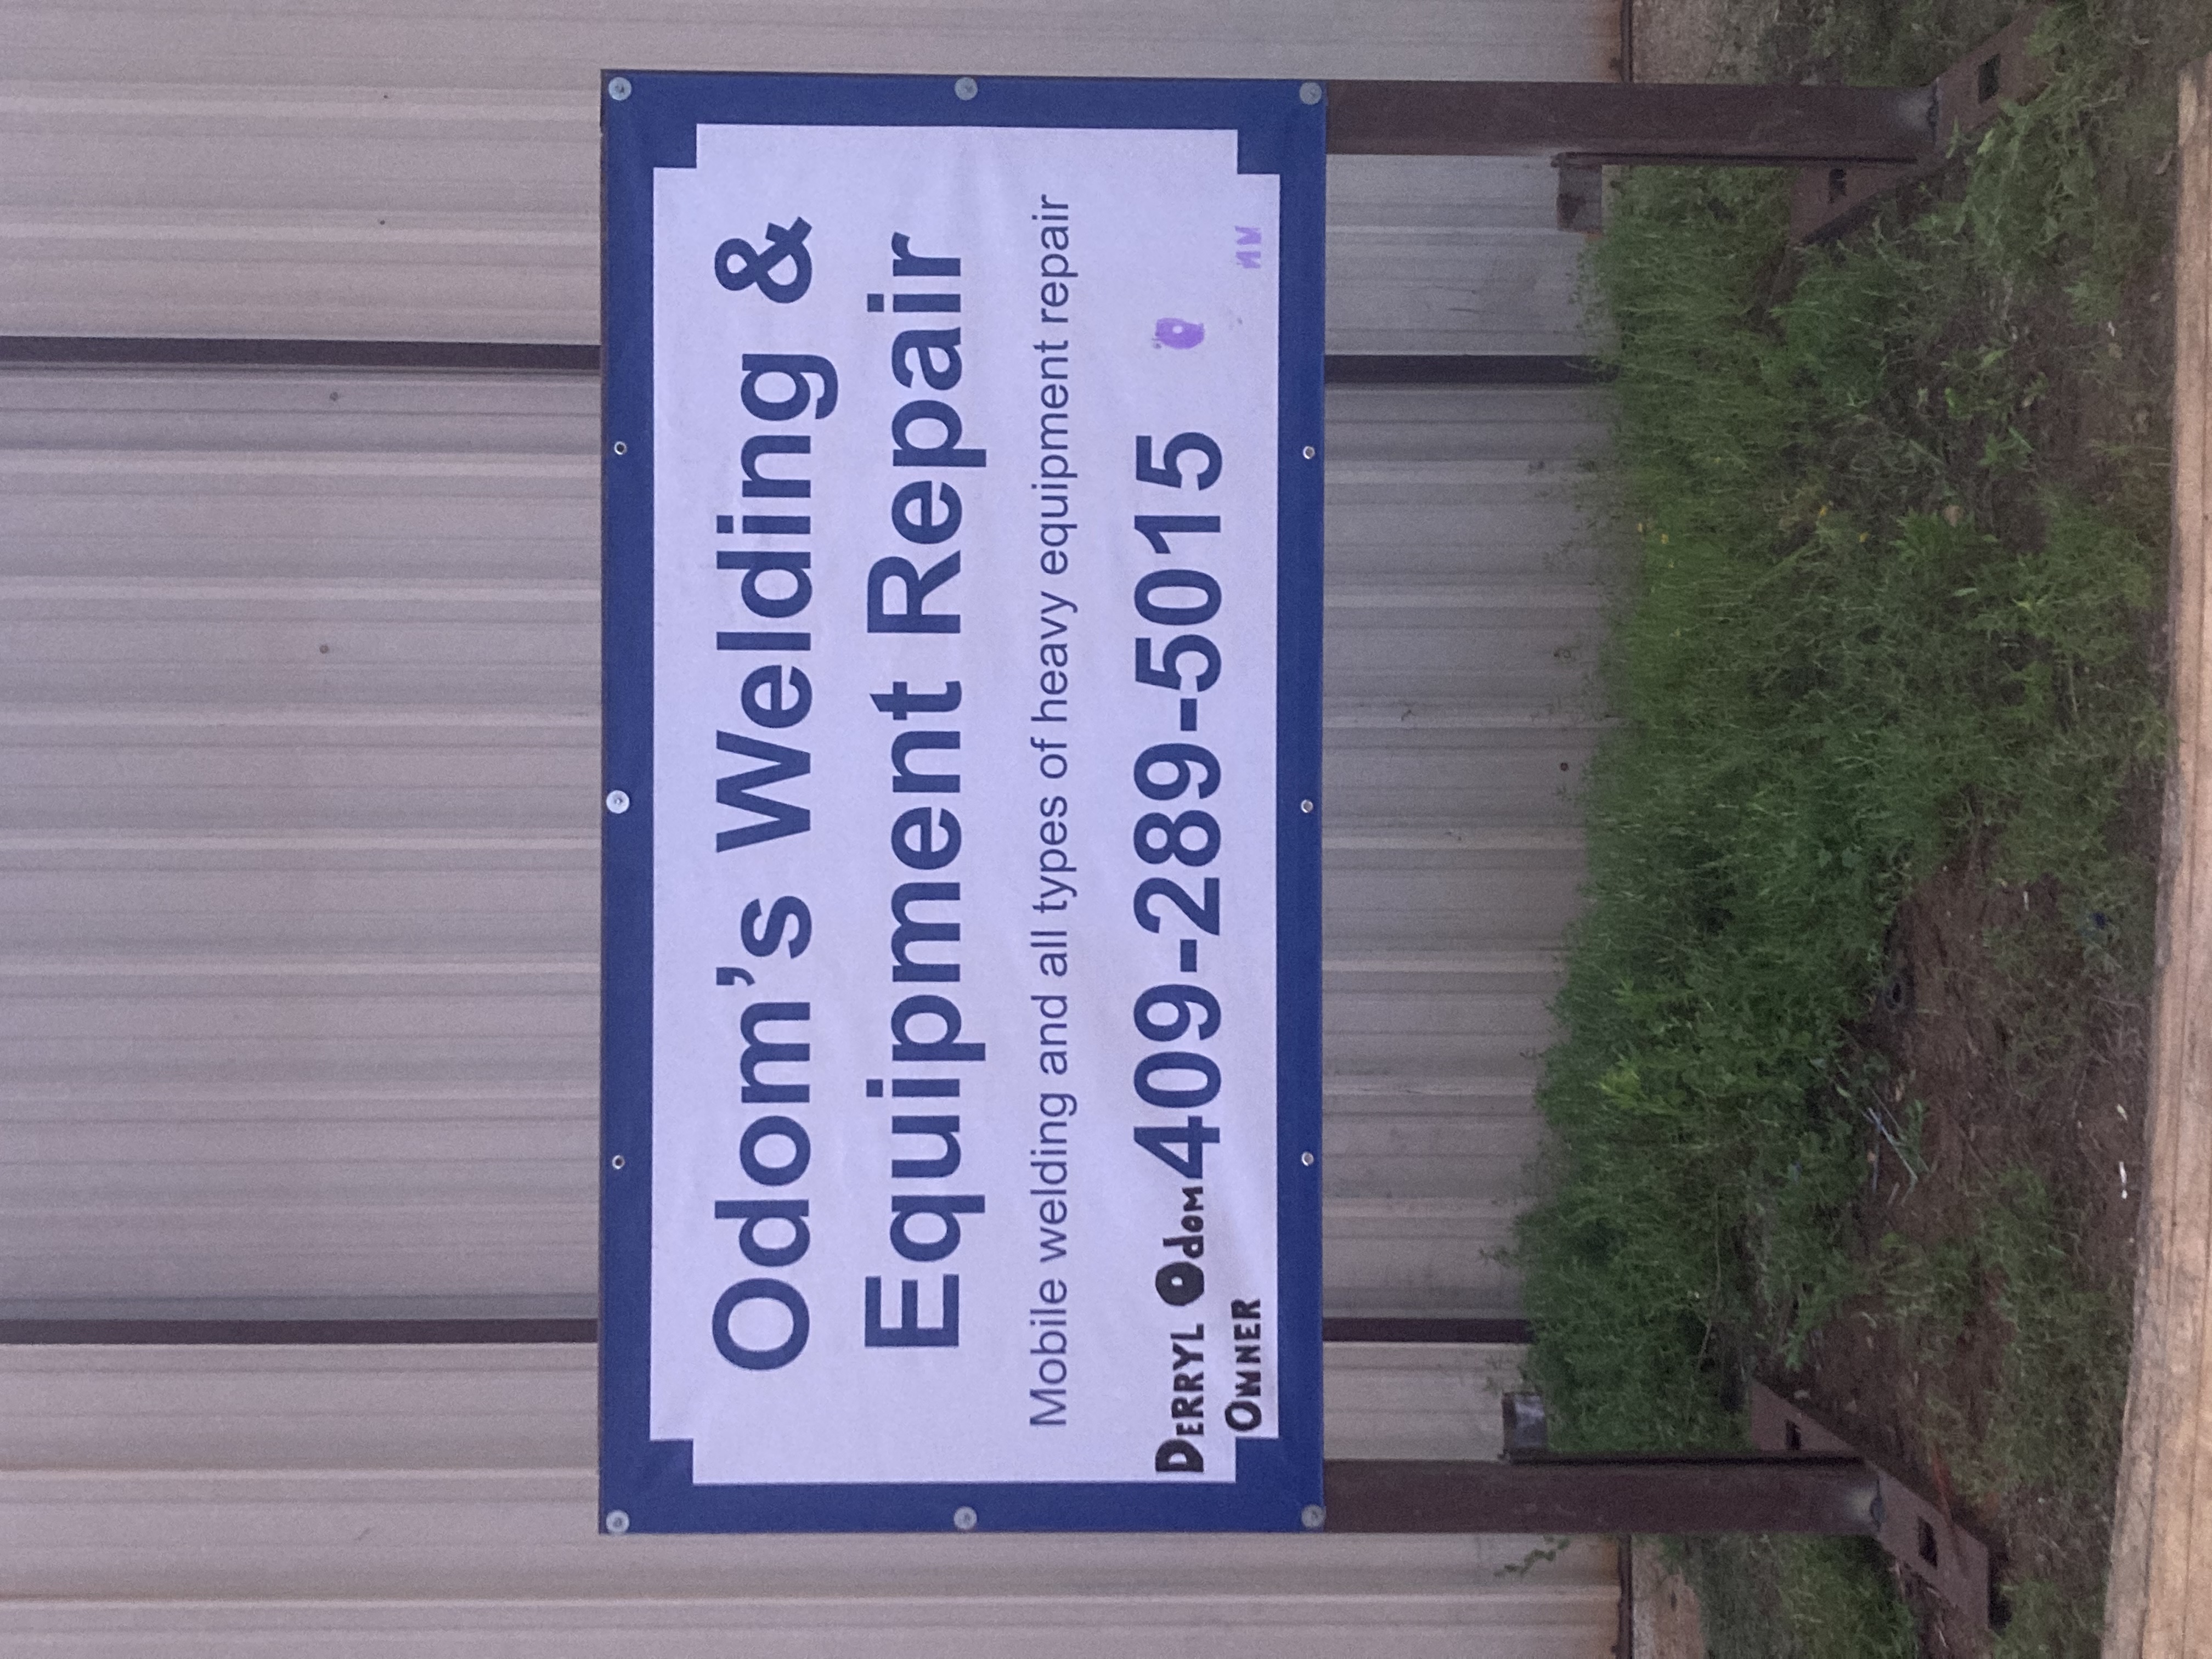 Odom's Welding &
Equipment Repair
Mobile welding and all types of heavy equipment repair
DERRYL Odom 409-289-5015
OWNER